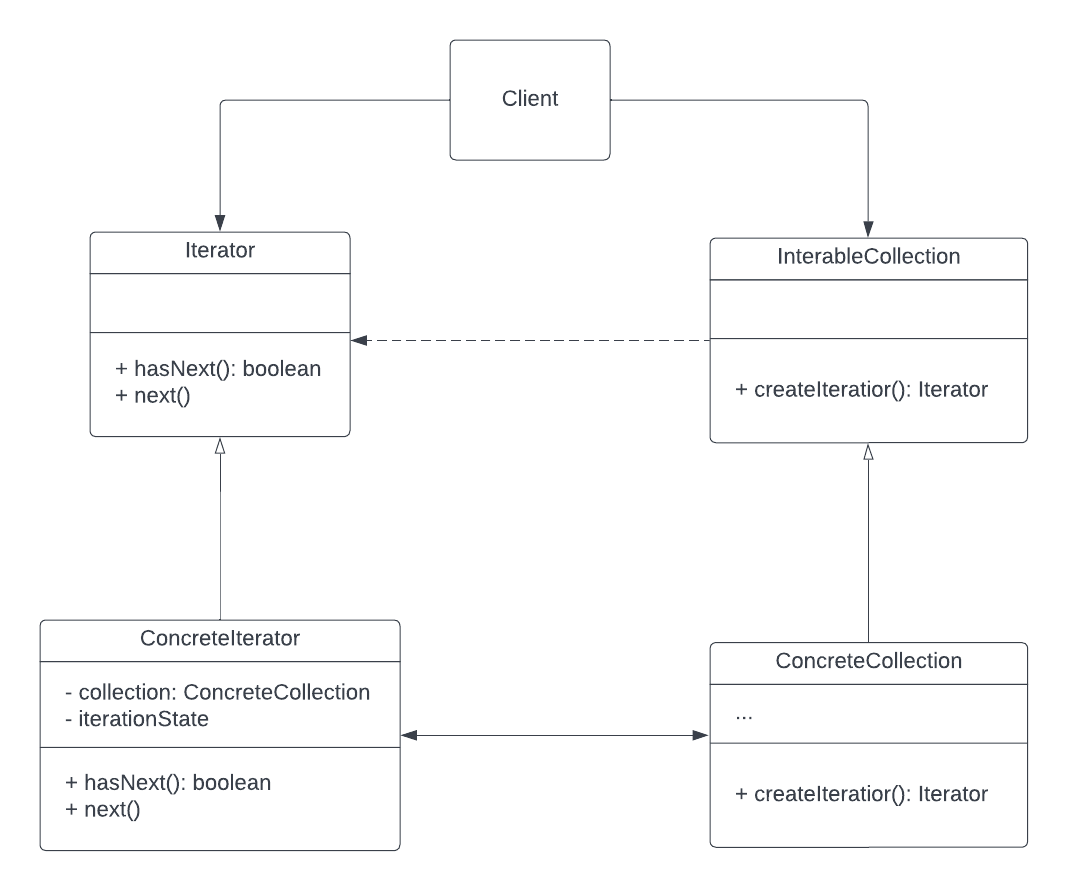 Client
Iterator
+ hasNext(): boolean
+ next()
InterableCollection
+ createIteratior(): Iterator
ConcreteIterator
- collection: ConcreteCollection
- iterationState
+ hasNext(): boolean
+ next()
ConcreteCollection
...
+ createIteratior(): Iterator